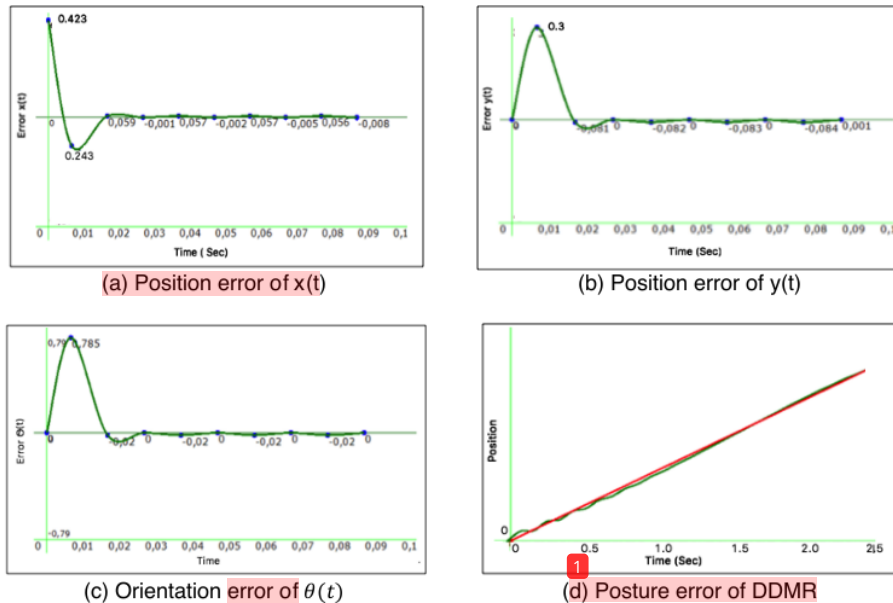 0.423
Error x(t)
0 0,059 -0,001 0,057 -0,002 0,057 -0,005 0,056 -0,008
0.243
0 0,01 0,02 0,03 0,04 0,05 0,06 0,07 0,08 0,09 0,1
Time ( Sec)
(a) Position error of x(t)
0.3
Error y(t)
0 -0,081 0 -0,082 0 -0,083 0 -0,084 0,001
0 0,01 0,02 0,03 0,04 0,05 0,06 0,07 0,08 0,09 0,1
Time (Sec)
(b) Position error of y(t)
0,79 0,785
Error Θ(t)
0 -0,02 0 -0,02 0 -0,02 0 -0,02 0
-0,79
0 0,01 0,02 0,03 0,04 0,05 0,06 0,07 0,08 0,09 0,1
Time
(c) Orientation error of θ(t)
Position
0
0 0.5 1.0 1.5 2.0 2.5
1
Time (Sec)
(d) Posture error of DDMR